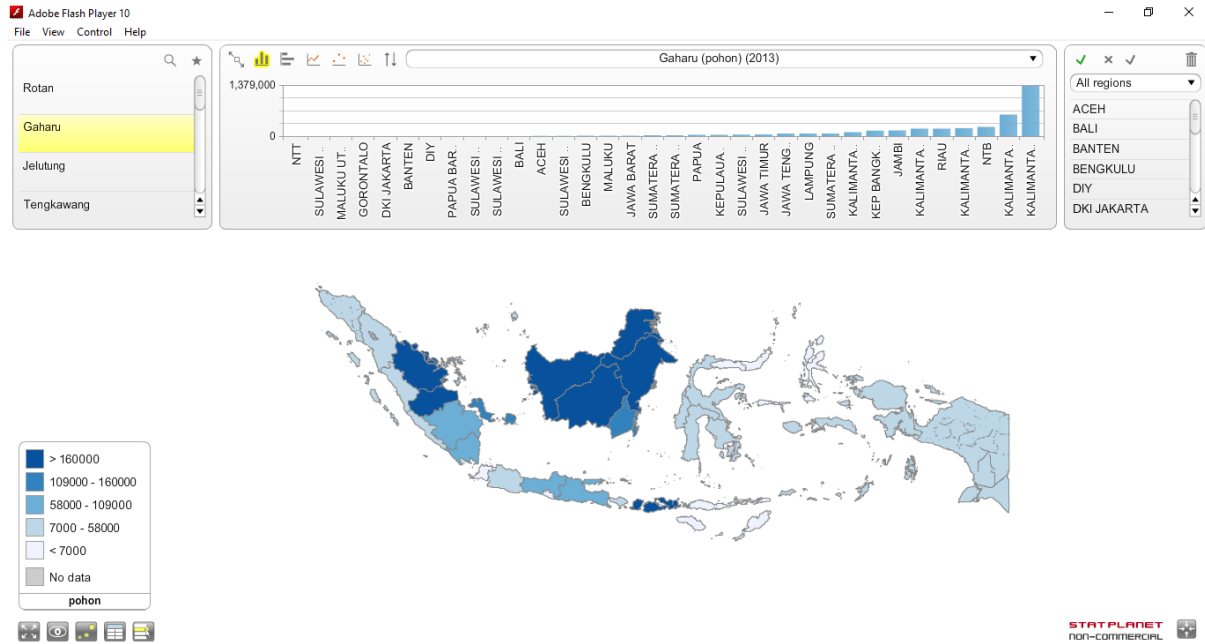 Adobe Flash Player 10
File View Control Help
Rotan
Gaharu
Jelutung
Tengkawang
Gaharu (pohon) (2013)
1,379,000
0
NTT
SULAWESI ..
MALUKU UT..
GORONTALO
DKI JAKARTA
BANTEN
DIY
PAPUA BAR..
SULAWESI ..
SULAWESI ..
BALI
ACEH
SULAWESI ..
BENGKULU
MALUKU
JAWA BARAT
SUMATERA ..
SUMATERA ..
PAPUA
KEPULAUA..
SULAWESI ..
JAWA TIMUR
JAWA TENG..
LAMPUNG
SUMATERA ..
KALIMANTA..
KEP BANGK..
JAMBI
KALIMANTA..
RIAU
KALIMANTA..
NTB
KALIMANTA..
KALIMANTA..
All regions
ACEH
BALI
BANTEN
BENGKULU
DIY
DKI JAKARTA
> 160000
109000 - 160000
58000 - 109000
7000 - 58000
< 7000
No data
pohon
STATPLANET
NON-COMMERCIAL